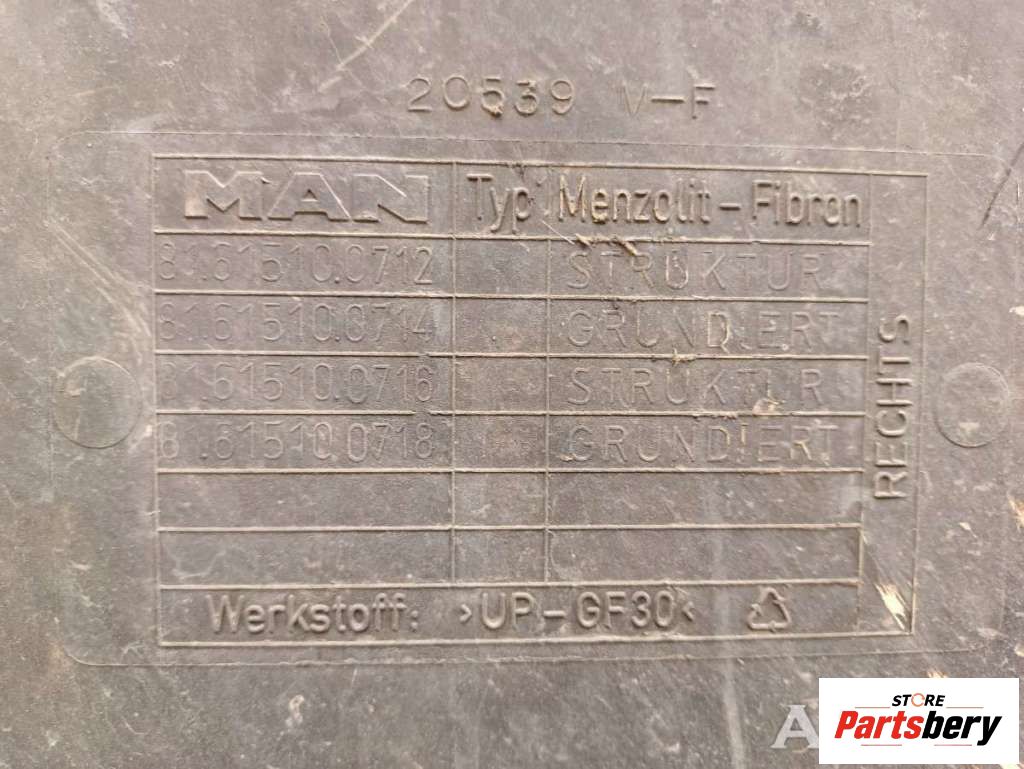 20539 V-F
MAN Typ Menzolit-Fibron
81.61510.0712 STRUKTUR
81.61510.0714 GRUNDIERT
81.61510.0716 STRUKTUR
81.61510.0718 GRUNDIERT
RECHTS
Werkstoff: >UP-GF30<
STORE
Partsbery